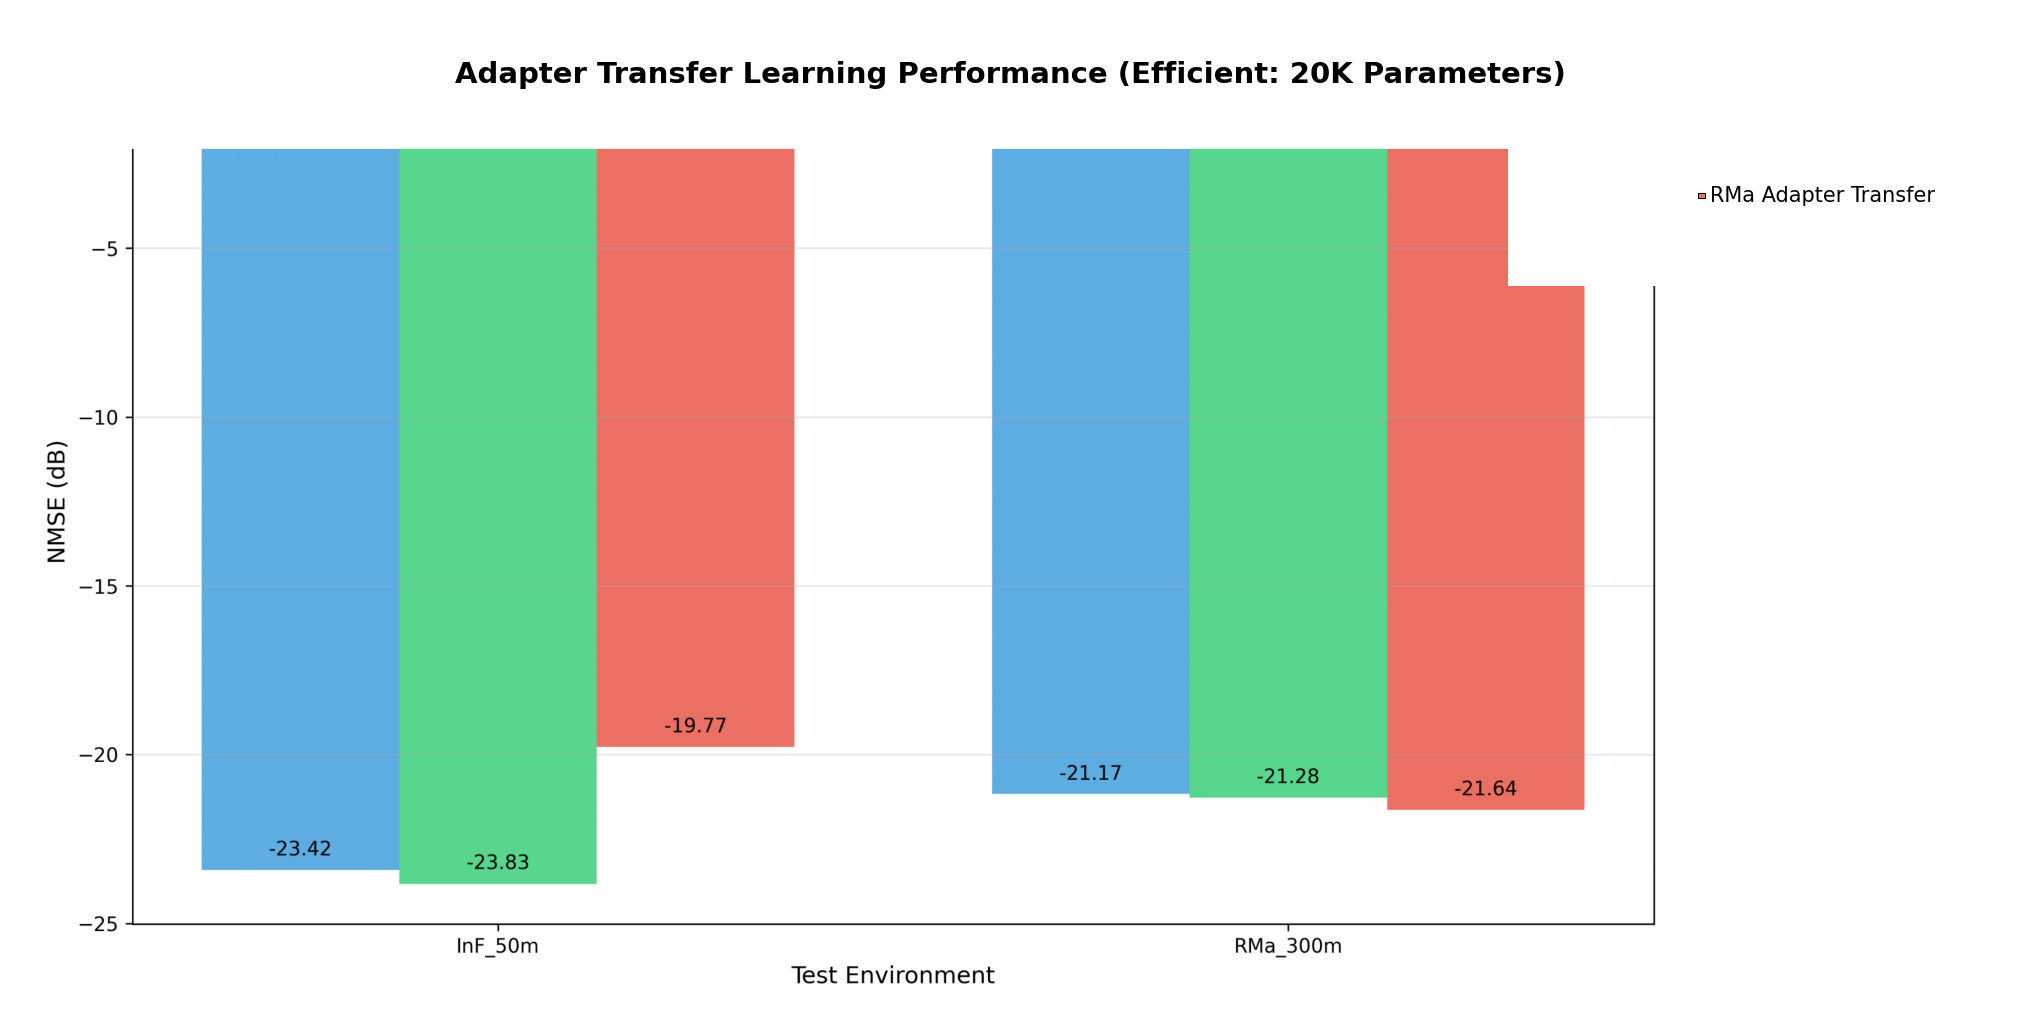 Adapter Transfer Learning Performance (Efficient: 20K Parameters)
RMa Adapter Transfer
NMSE (dB)
−5
−10
−15
−20
−25
-23.42
-23.83
-19.77
-21.17
-21.28
-21.64
InF_50m
RMa_300m
Test Environment